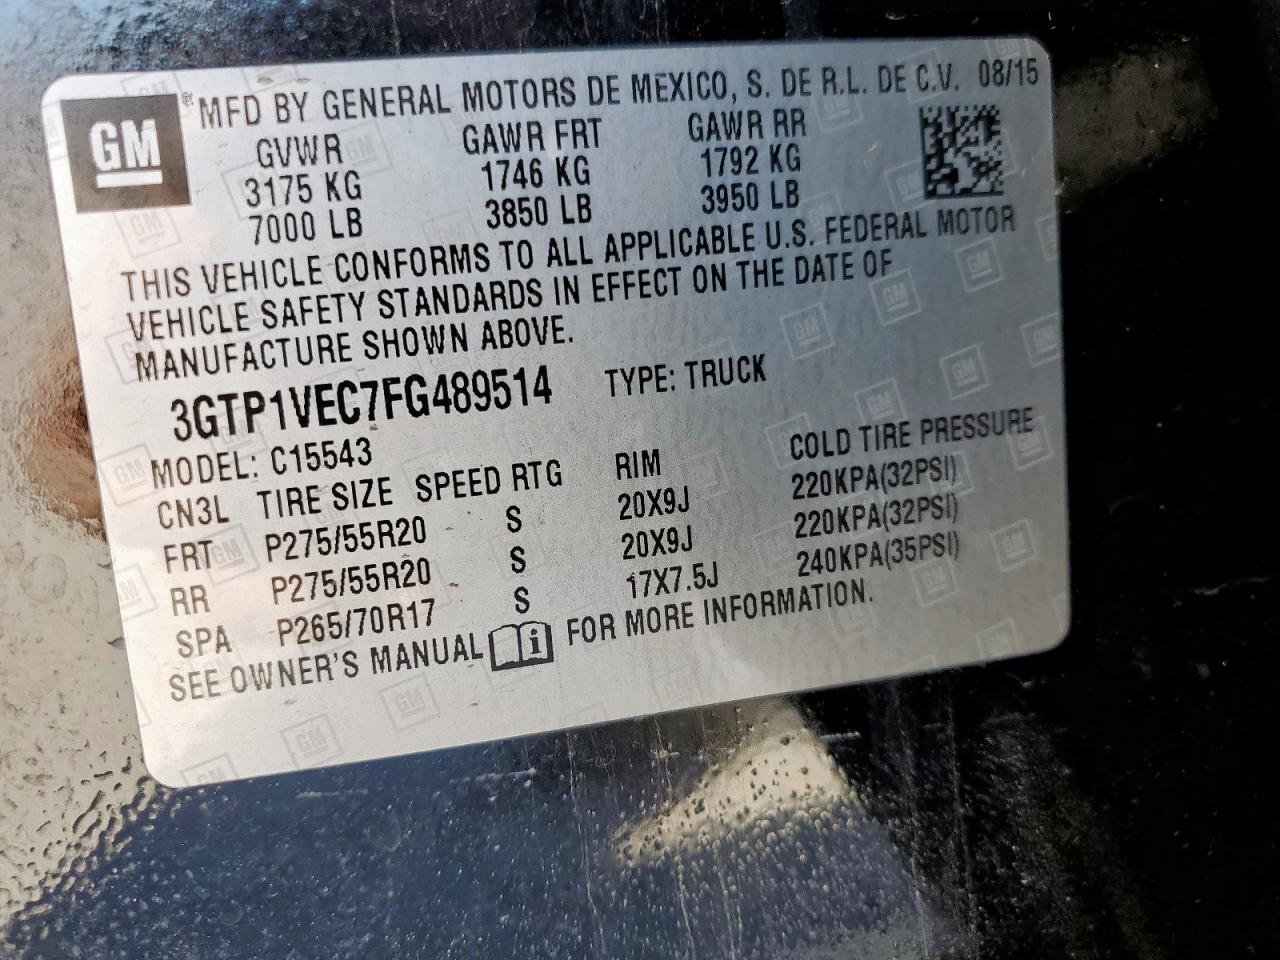 GM
® MFD BY GENERAL MOTORS DE MEXICO, S. DE R.L. DE C.V. 08/15
GVWR GAWR FRT GAWR RR
3175 KG 1746 KG 1792 KG
7000 LB 3850 LB 3950 LB
THIS VEHICLE CONFORMS TO ALL APPLICABLE U.S. FEDERAL MOTOR
VEHICLE SAFETY STANDARDS IN EFFECT ON THE DATE OF
MANUFACTURE SHOWN ABOVE.
3GTP1VEC7FG489514 TYPE: TRUCK
MODEL: C15543
CN3L TIRE SIZE SPEED RTG RIM COLD TIRE PRESSURE
FRT P275/55R20 S 20X9J 220KPA(32PSI)
RR P275/55R20 S 20X9J 220KPA(32PSI)
SPA P265/70R17 S 17X7.5J 240KPA(35PSI)
SEE OWNER'S MANUAL i FOR MORE INFORMATION.